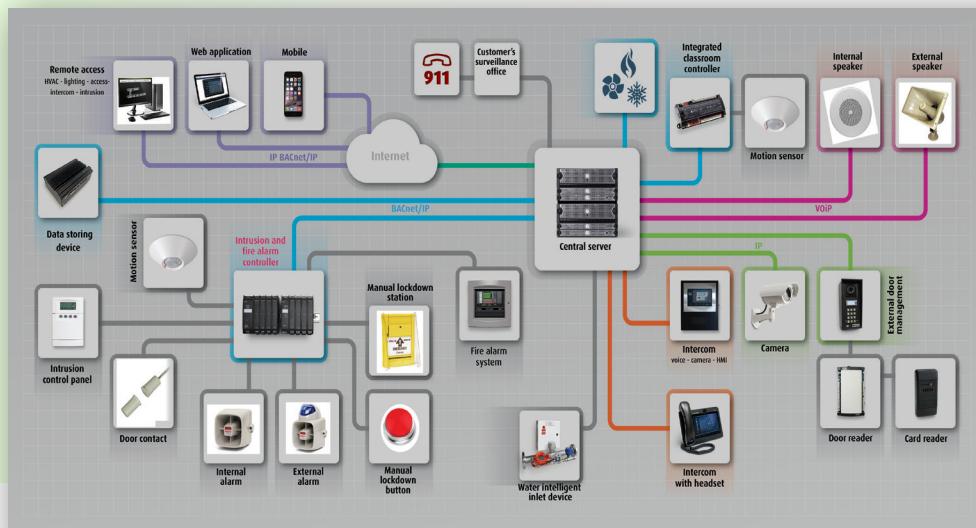 Remote access
HVAC - lighting - access-
intercom - intrusion
Web application
Mobile
911
Customer's
surveillance
office
Integrated
classroom
controller
Internal
speaker
External
speaker
Internet
IP BACnet/IP
Motion sensor
Data storing
device
BACnet/IP
VOiP
Central server
IP
Motion sensor
Intrusion and
fire alarm
controller
Manual lockdown
station
Fire alarm
system
Intercom
voice - camera - HMI
Camera
External door
management
Intrusion
control panel
Door contact
Internal
alarm
External
alarm
Manual
lockdown
button
Water intelligent
inlet device
Intercom
with headset
Door reader
Card reader